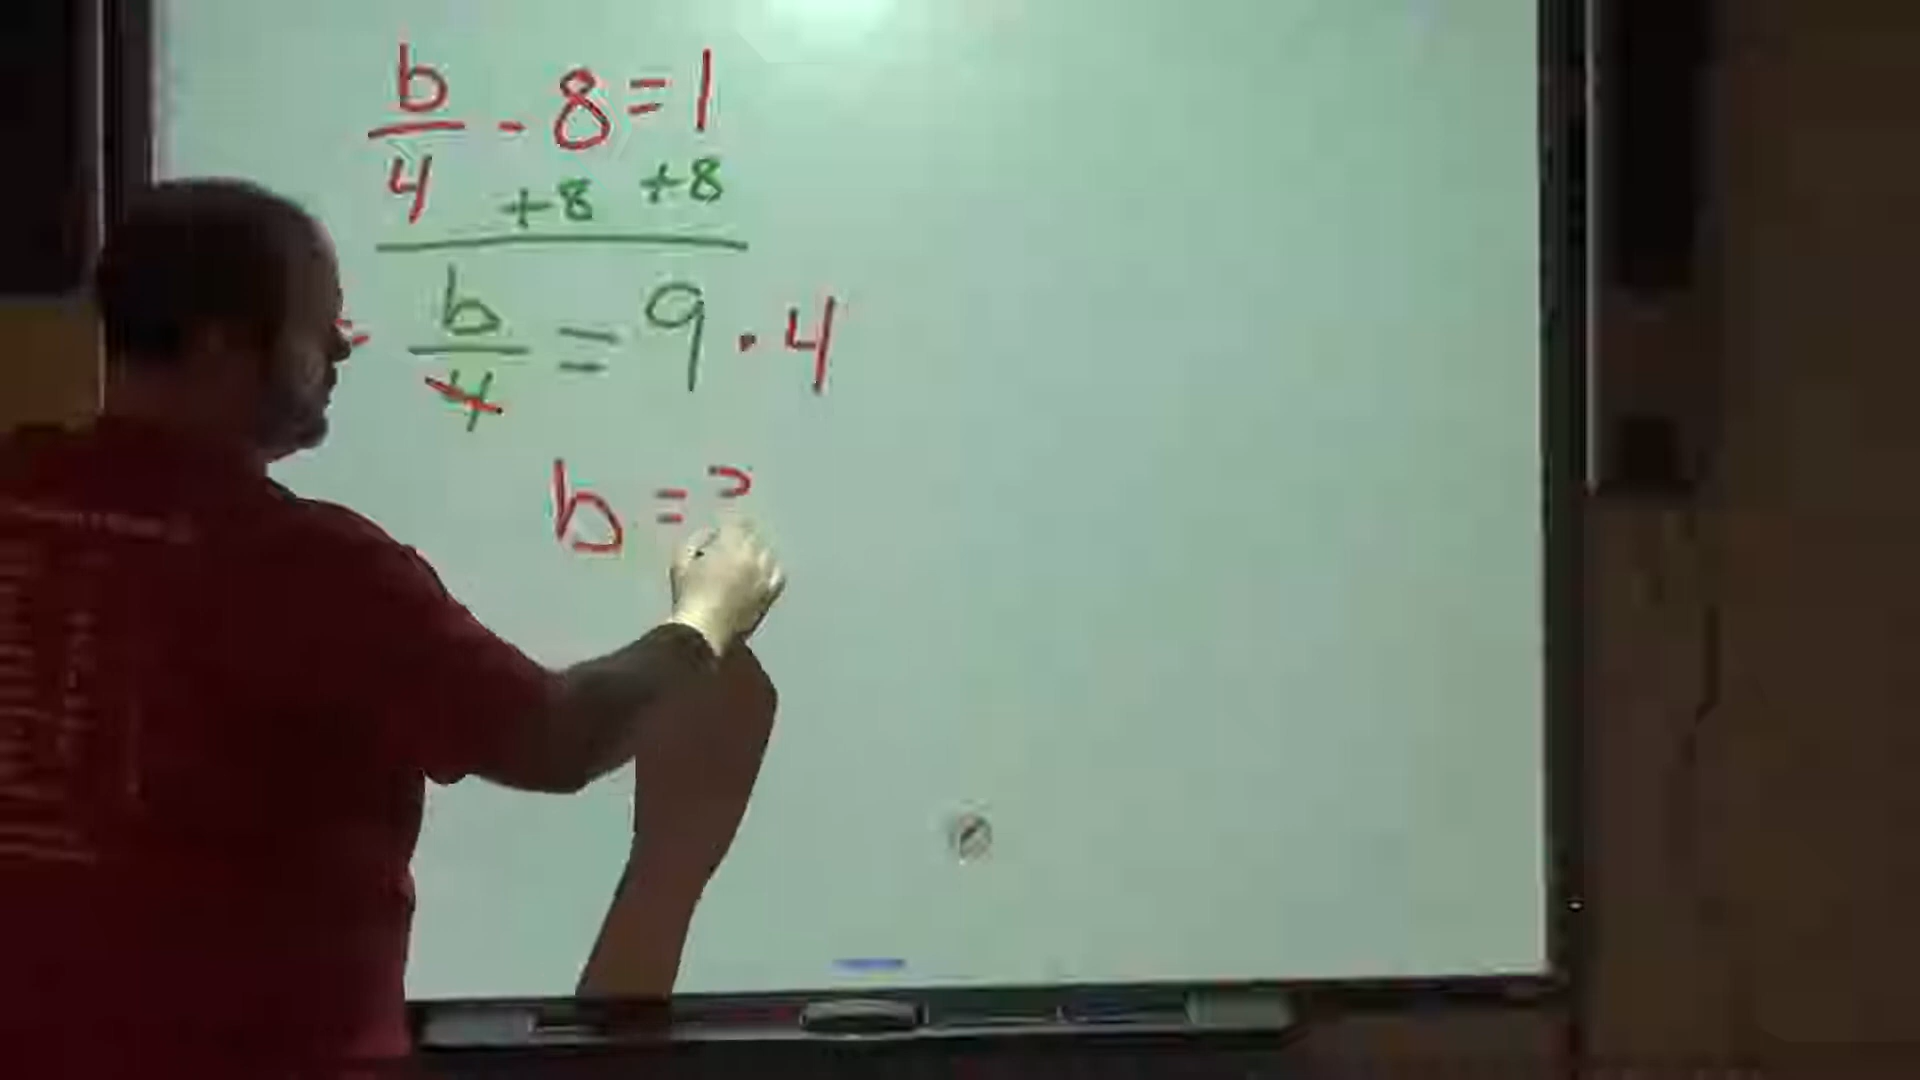 b/4 - 8 = 1
+8 +8
b/4 = 9 · 4
b =